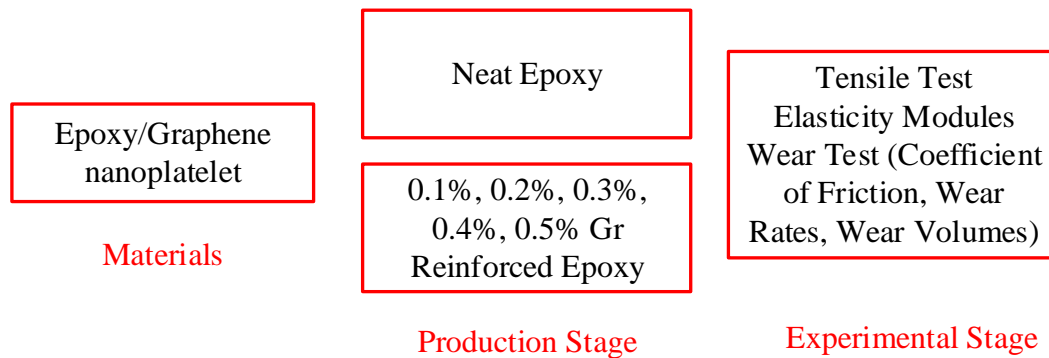 Epoxy/Graphene
nanoplatelet
Materials
Neat Epoxy
0.1%, 0.2%, 0.3%,
0.4%, 0.5% Gr
Reinforced Epoxy
Production Stage
Tensile Test
Elasticity Modules
Wear Test (Coefficient
of Friction, Wear
Rates, Wear Volumes)
Experimental Stage